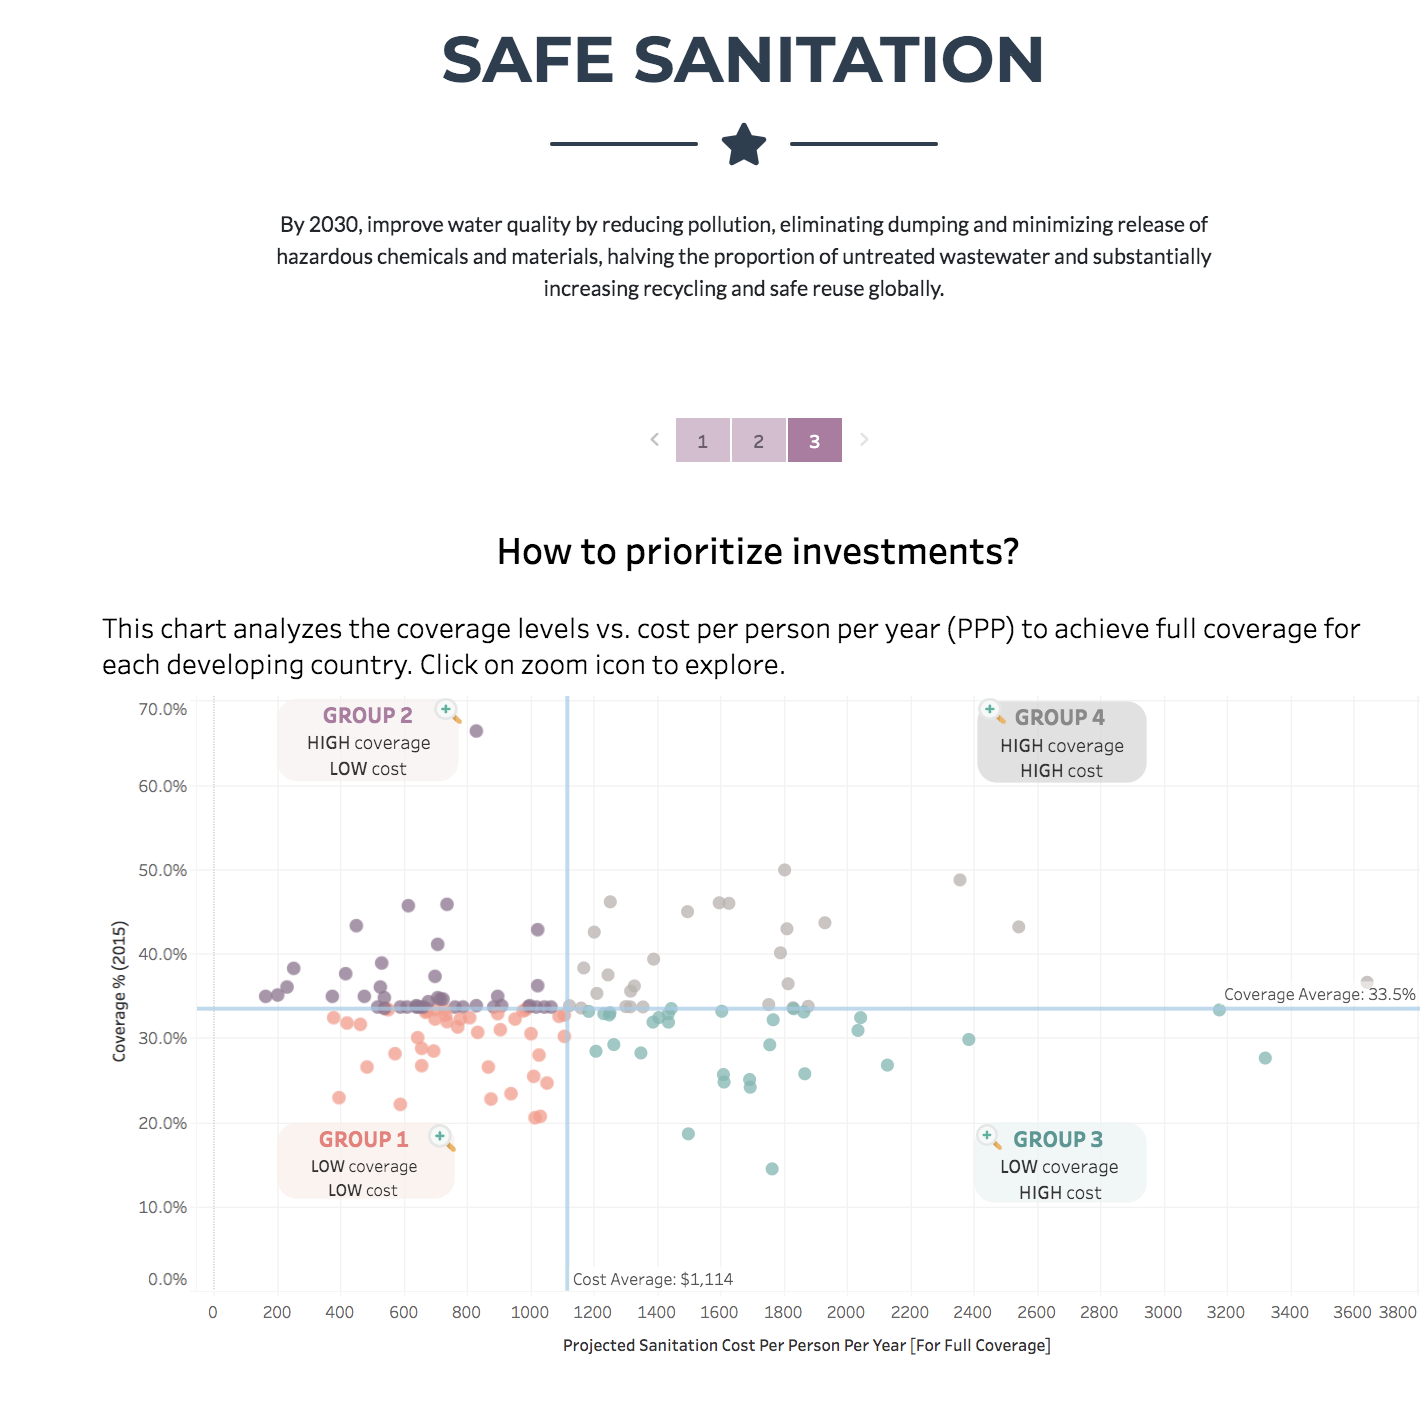 SAFE SANITATION
By 2030, improve water quality by reducing pollution, eliminating dumping and minimizing release of
hazardous chemicals and materials, halving the proportion of untreated wastewater and substantially
increasing recycling and safe reuse globally.
1 2 3
How to prioritize investments?
This chart analyzes the coverage levels vs. cost per person per year (PPP) to achieve full coverage for
each developing country. Click on zoom icon to explore.
GROUP 2
HIGH coverage
LOW cost
GROUP 4
HIGH coverage
HIGH cost
70.0%
60.0%
50.0%
40.0%
30.0%
20.0%
10.0%
0.0%
Coverage % (2015)
Coverage Average: 33.5%
GROUP 1
LOW coverage
LOW cost
GROUP 3
LOW coverage
HIGH cost
Cost Average: $1,114
0 200 400 600 800 1000 1200 1400 1600 1800 2000 2200 2400 2600 2800 3000 3200 3400 3600 3800
Projected Sanitation Cost Per Person Per Year [For Full Coverage]